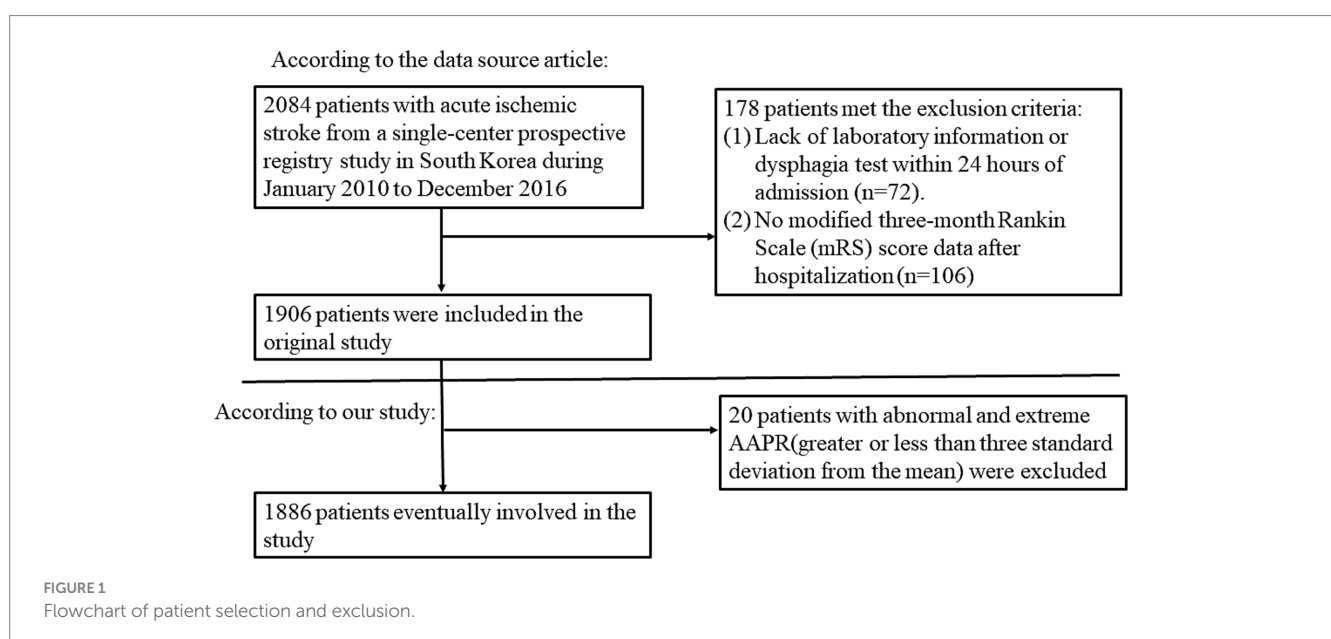 According to the data source article:
2084 patients with acute ischemic
stroke from a single-center prospective
registry study in South Korea during
January 2010 to December 2016
178 patients met the exclusion criteria:
(1) Lack of laboratory information or
dysphagia test within 24 hours of
admission (n=72).
(2) No modified three-month Rankin
Scale (mRS) score data after
hospitalization (n=106)
1906 patients were included in the
original study
According to our study:
20 patients with abnormal and extreme
AAPR(greater or less than three standard
deviation from the mean) were excluded
1886 patients eventually involved in the
study
FIGURE 1
Flowchart of patient selection and exclusion.